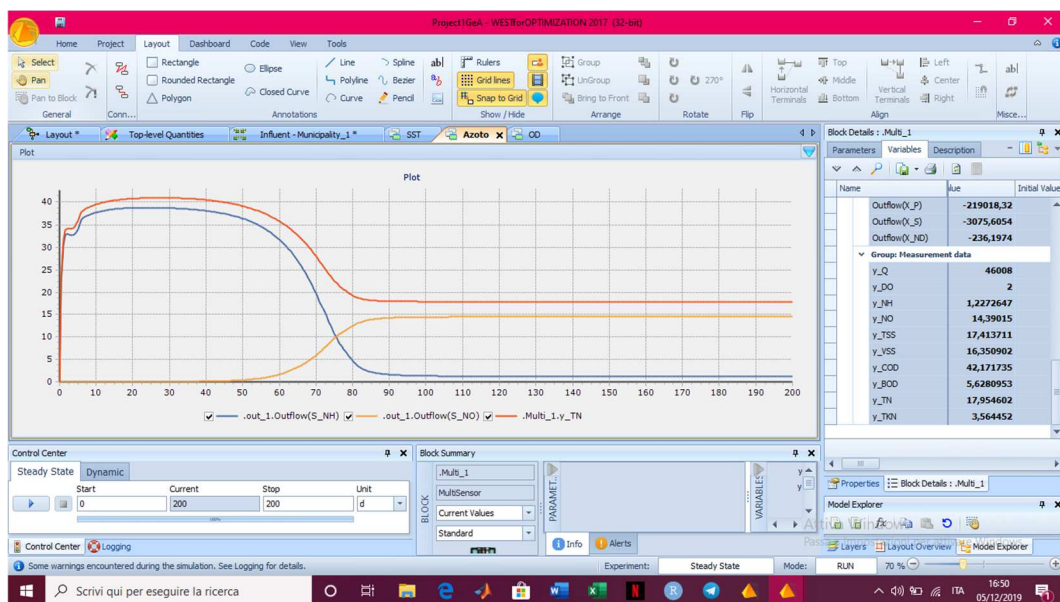 Project1GeA - WESTforOPTIMIZATION 2017 (32-bit)
Home Project Layout Dashboard Code View Tools
Select
Pan
Pan to Block
General
Conn...
Rectangle
Rounded Rectangle
Polygon
Ellipse
Closed Curve
Line
Polyline
Curve
Spline
Bezier
Pencil
Annotations
ab
Rulers
Grid lines
Snap to Grid
Show / Hide
Group
UnGroup
Bring to Front
Arrange
270°
Rotate
Flip
Horizontal
Terminals
Top
Middle
Bottom
Vertical
Terminals
Left
Center
Right
Align
ab
Misce...
Layout * Top-level Quantities Influent -Municipality_1 * SST Azoto OD
Plot
Plot
40
35
30
25
20
15
10
5
0
0 10 20 30 40 50 60 70 80 90 100 110 120 130 140 150 160 170 180 190 200
.out_1.Outflow(S_NH) .out_1.Outflow(S_NO) .Multi_1.y_TN
Block Details : .Multi_1
Parameters Variables Description
Name alue Initial Value
Outflow(X_P) -219018,32
Outflow(X_S) -3075,6054
Outflow(X_ND) -236,1974
Group: Measurement data
y_Q 46008
y_DO 2
y_NH 1,2272647
y_NO 14,39015
y_TSS 17,413711
y_VSS 16,350902
y_COD 42,171735
y_BOD 5,6280953
y_TN 17,954602
y_TKN 3,564452
Properties Block Details : .Multi_1
Model Explorer
Layers Layout Overview Model Explorer
Control Center
Steady State Dynamic
Start Current Stop Unit
0 200 200 d
100%
Control Center Logging
Block Summary
BLOCK
.Multi_1
MultiSensor
Current Values
Standard
PARAMET...
VARIABLES
y
y
Info Alerts
Some warnings encountered during the simulation. See Logging for details.
Experiment: Steady State Mode: RUN 70 %
Scrivi qui per eseguire la ricerca
ITA
16:50
05/12/2019